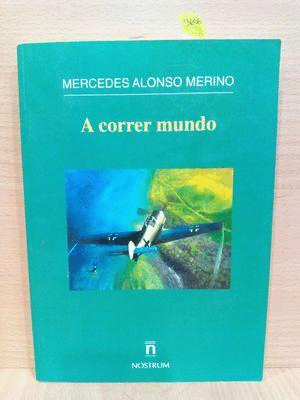 MERCEDES ALONSO MERINO
A correr mundo
n
NOSTRUM